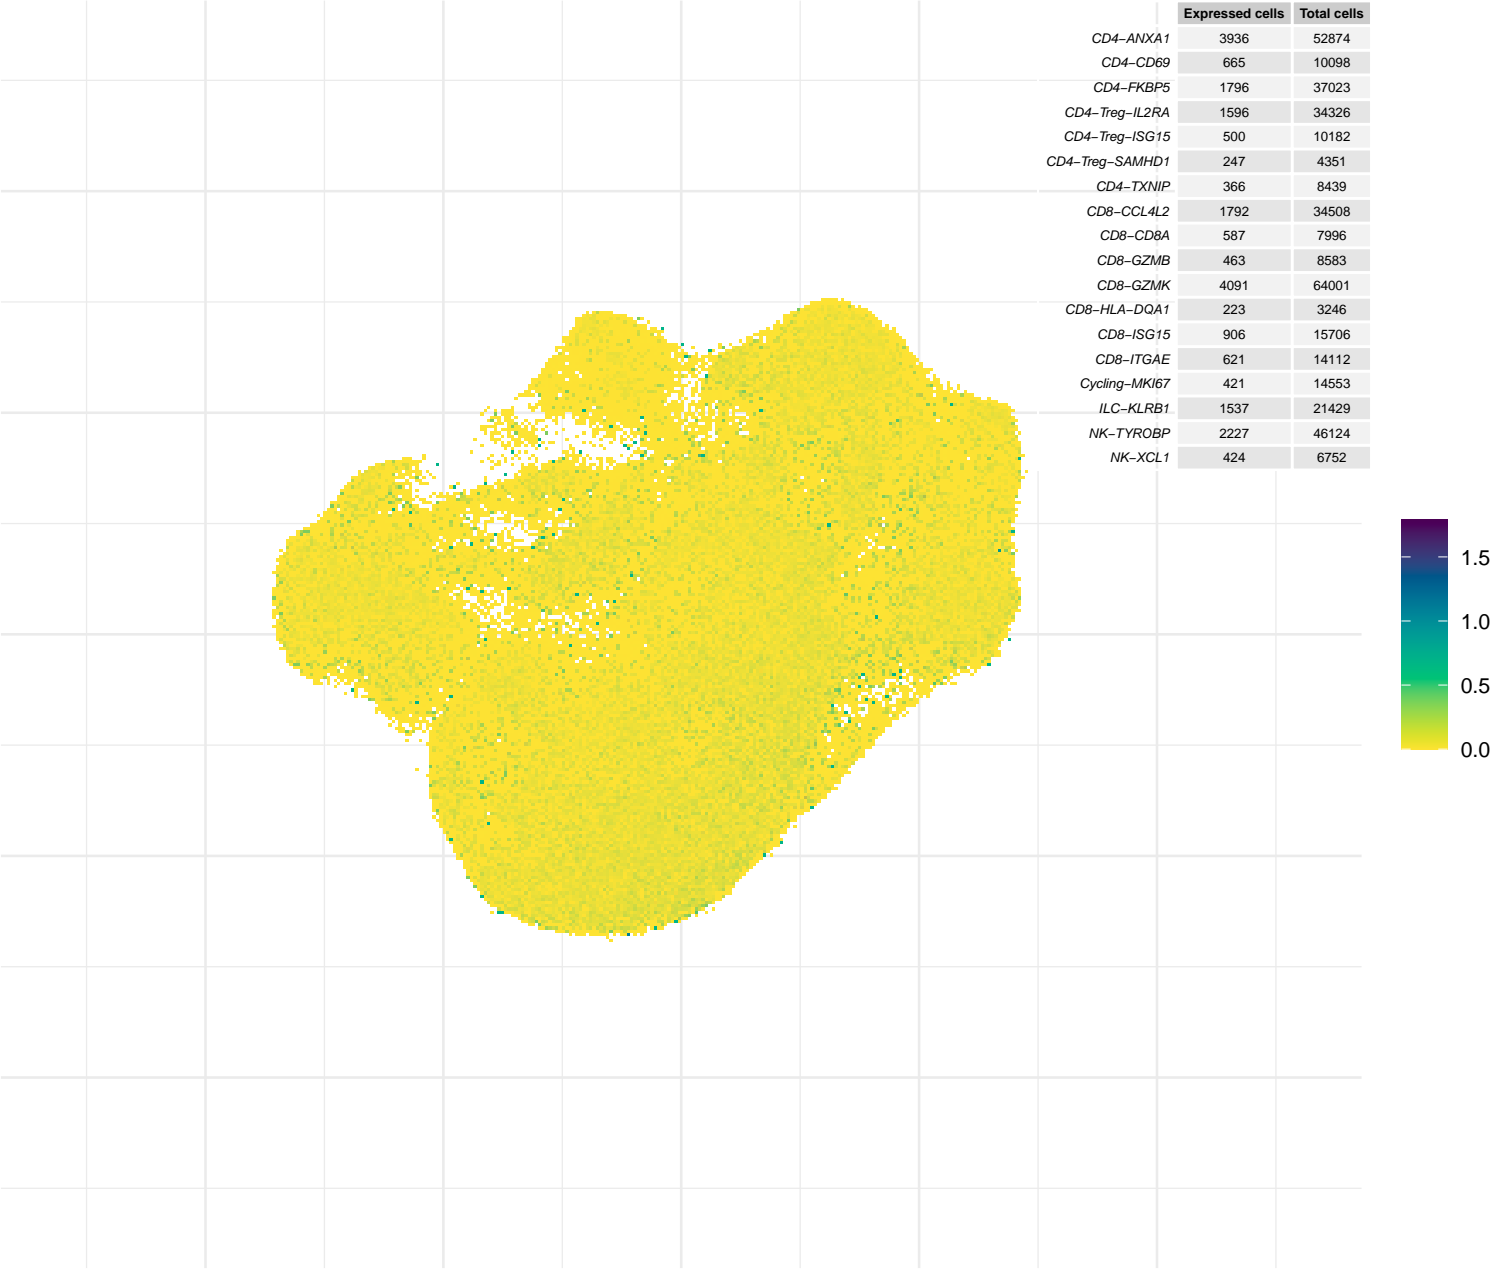 Expressed cells Total cells
CD4−ANXA1 3936 52874
CD4−CD69 665 10098
CD4−FKBP5 1796 37023
CD4−Treg−IL2RA 1596 34326
CD4−Treg−ISG15 500 10182
CD4−Treg−SAMHD1 247 4351
CD4−TXNIP 366 8439
CD8−CCL4L2 1792 34508
CD8−CD8A 587 7996
CD8−GZMB 463 8583
CD8−GZMK 4091 64001
CD8−HLA−DQA1 223 3246
CD8−ISG15 906 15706
CD8−ITGAE 621 14112
Cycling−MKI67 421 14553
ILC−KLRB1 1537 21429
NK−TYROBP 2227 46124
NK−XCL1 424 6752
1.5
1.0
0.5
0.0